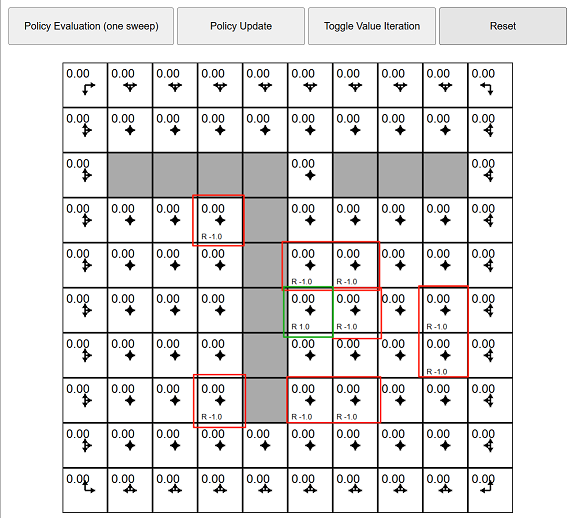 Policy Evaluation (one sweep) Policy Update Toggle Value Iteration Reset
0.00 0.00 0.00 0.00 0.00 0.00 0.00 0.00 0.00 0.00
0.00 0.00 0.00 0.00 0.00 0.00 0.00 0.00 0.00 0.00
0.00 0.00 0.00
0.00 0.00 0.00 0.00 0.00 0.00 0.00 0.00 0.00
R -1.0
0.00 0.00 0.00 0.00 0.00 0.00 0.00 0.00 0.00
R -1.0 R -1.0
0.00 0.00 0.00 0.00 0.00 0.00 0.00 0.00 0.00
R 1.0 R -1.0 R -1.0
0.00 0.00 0.00 0.00 0.00 0.00 0.00 0.00 0.00
R -1.0
0.00 0.00 0.00 0.00 0.00 0.00 0.00 0.00 0.00
R -1.0 R -1.0 R -1.0
0.00 0.00 0.00 0.00 0.00 0.00 0.00 0.00 0.00 0.00
0.00 0.00 0.00 0.00 0.00 0.00 0.00 0.00 0.00 0.00